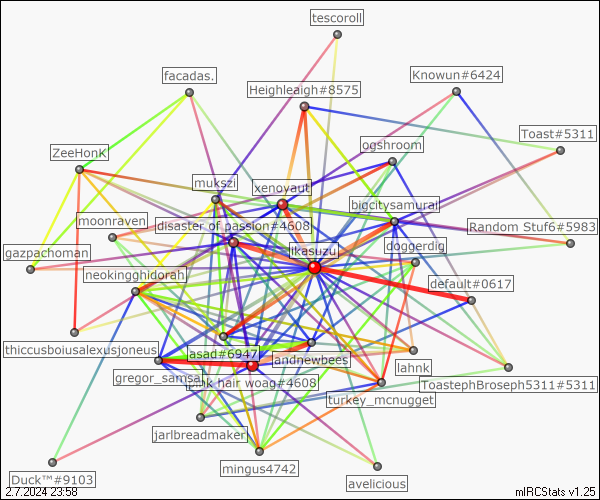 tescoroll
facadas.
Knowun#6424
Heighleaigh#8575
Toast#5311
ZeeHonK
ogshroom
mukszi
xenoyaut
bigcitysamurai
moonraven
disaster of passion#4608
Random Stuf6#5983
ikasuzu
doggerdig
gazpachoman
neokingghidorah
default#0617
thiccusboiusalexusjoneus
asad#6947
andnewbees
lahnk
gregor_samsa
hair woag#4608
ToastephBroseph5311#5311
turkey_mcnugget
jarlbreadmaker
mingus4742
Duck™#9103
avelicious
2.7.2024 23:58
mIRCStats v1.25